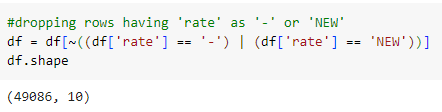 #dropping rows having 'rate' as '-' or 'NEW'
df = df[~((df['rate'] == '-') | (df['rate'] == 'NEW'))]
df.shape
(49086, 10)